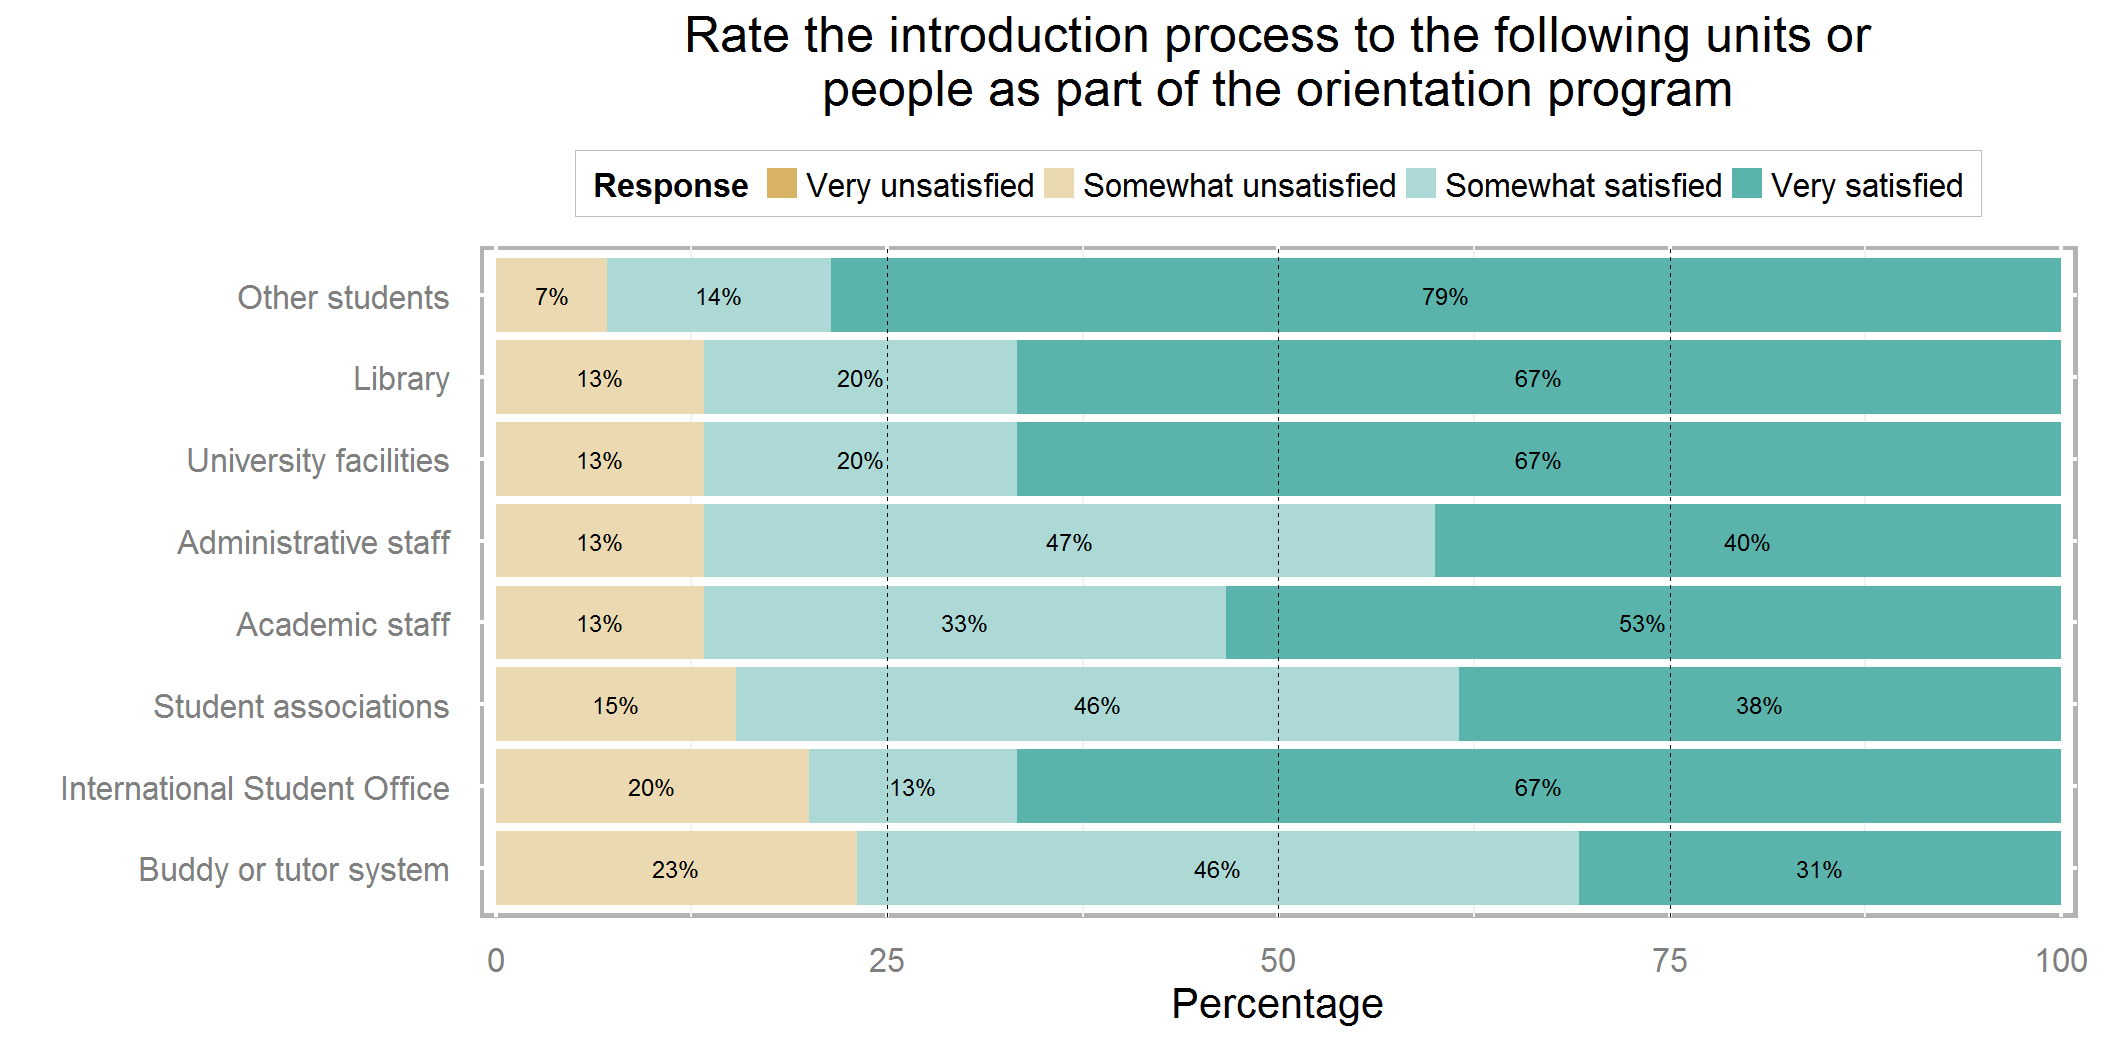 Rate the introduction process to the following units or
people as part of the orientation program
Response Very unsatisfied Somewhat unsatisfied Somewhat satisfied Very satisfied
Other students 7% 14% 79%
Library 13% 20% 67%
University facilities 13% 20% 67%
Administrative staff 13% 47% 40%
Academic staff 13% 33% 53%
Student associations 15% 46% 38%
International Student Office 20% 13% 67%
Buddy or tutor system 23% 46% 31%
0 25 50 75 100
Percentage